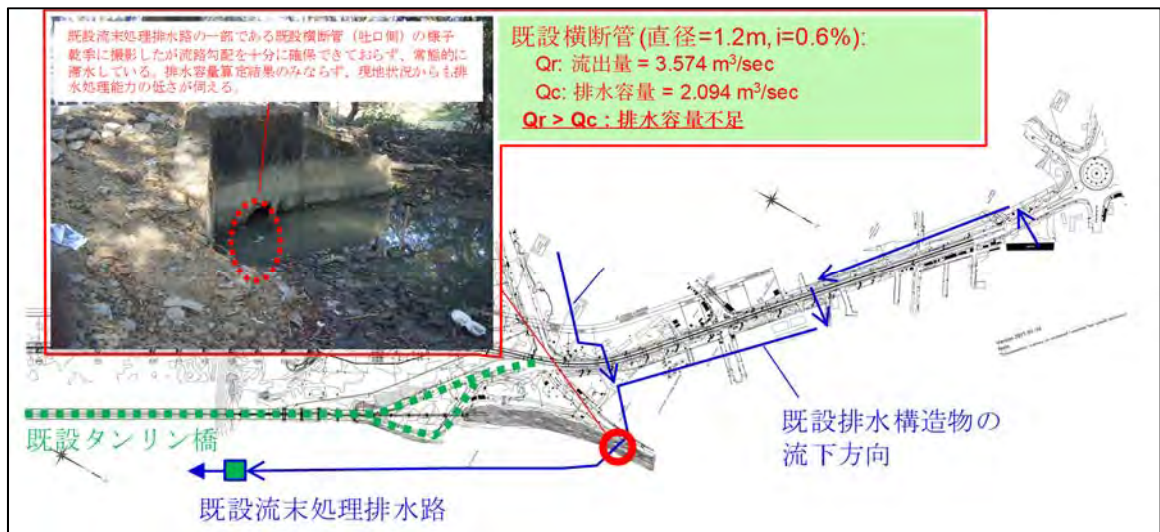 既設流末処理排水路の一部である既設横断管（吐口側）の様子
乾季に撮影したが流路勾配を十分に確保できておらず、常態的に
滞水している。排水容量算定結果のみならず、現地状況からも排
水処理能力の低さが伺える。
既設横断管(直径=1.2m, i=0.6%):
Qr: 流出量 = 3.574 m³/sec
Qc: 排水容量 = 2.094 m³/sec
Qr > Qc : 排水容量不足
既設タンリン橋
既設排水構造物の
流下方向
既設流末処理排水路